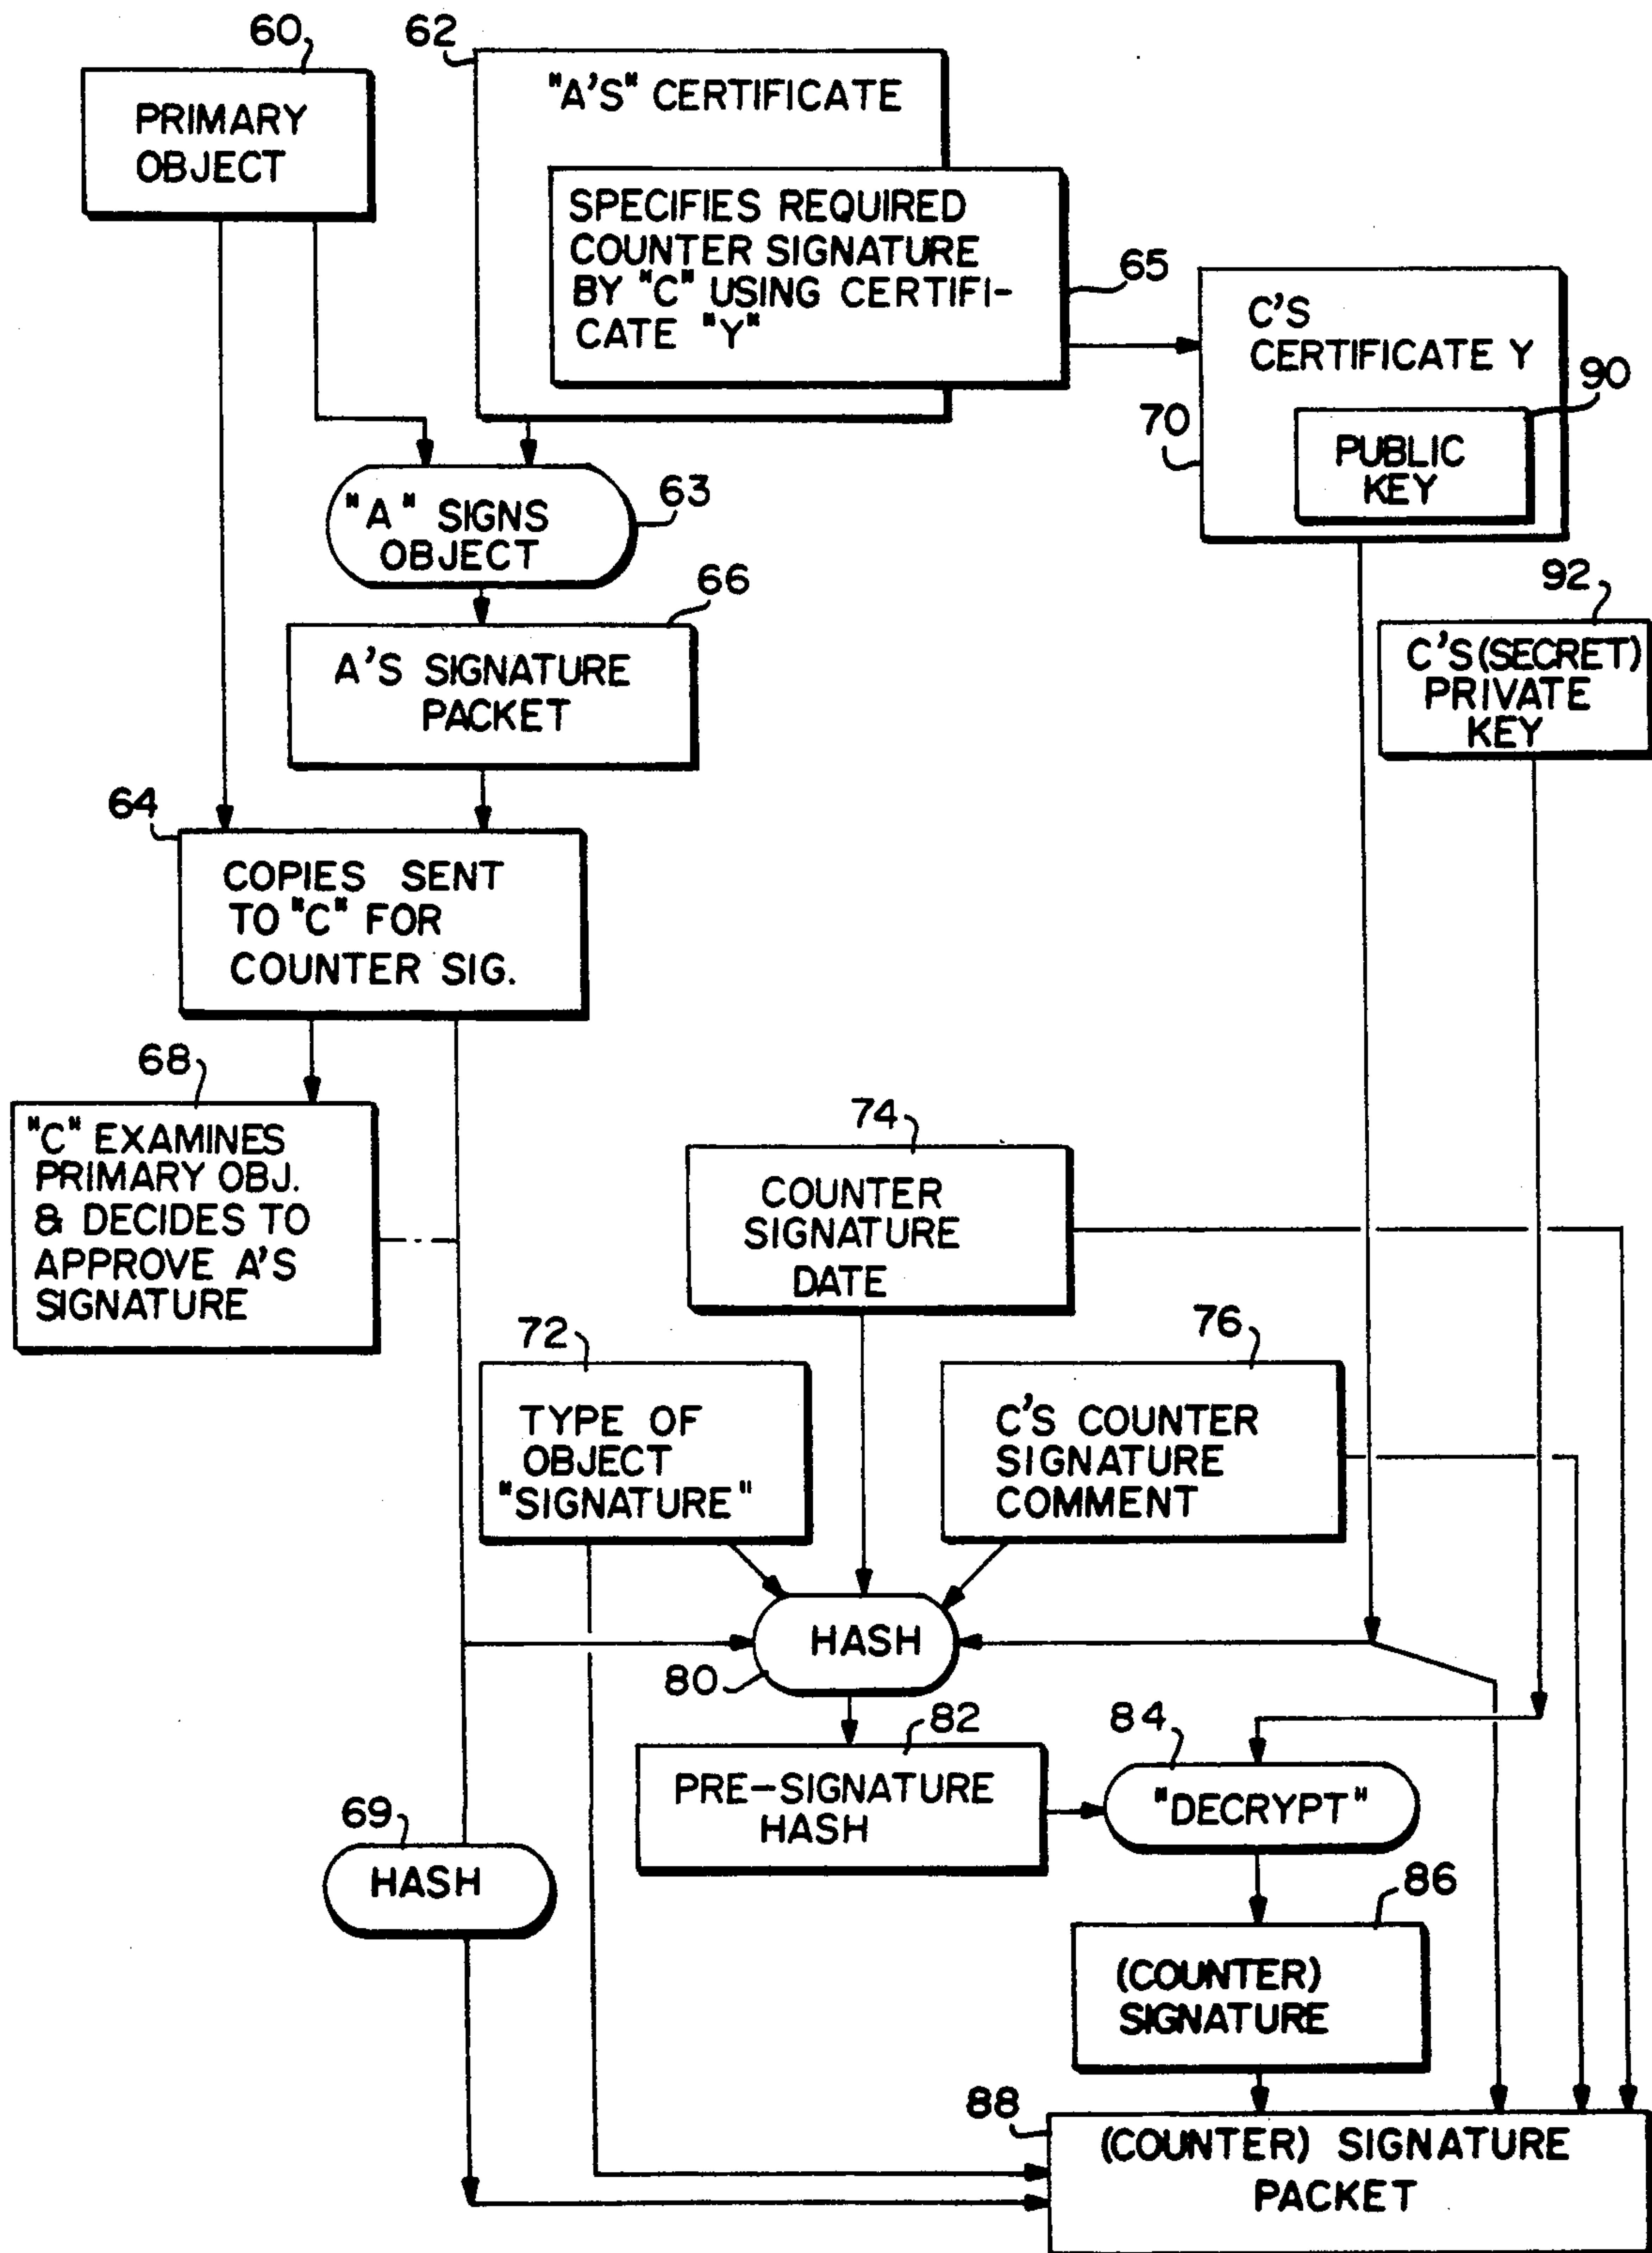 60
PRIMARY
OBJECT
62
"A'S" CERTIFICATE
SPECIFIES REQUIRED
COUNTER SIGNATURE
BY "C" USING CERTIFI-
CATE "Y"
65
C'S
CERTIFICATE Y
90
70
PUBLIC
KEY
"A" SIGNS
OBJECT
63
66
A'S SIGNATURE
PACKET
92
C'S (SECRET)
PRIVATE
KEY
64
COPIES SENT
TO "C" FOR
COUNTER SIG.
68
"C" EXAMINES
PRIMARY OBJ.
& DECIDES TO
APPROVE A'S
SIGNATURE
74
COUNTER
SIGNATURE
DATE
72
TYPE OF
OBJECT
"SIGNATURE"
76
C'S COUNTER
SIGNATURE
COMMENT
HASH
80
82
PRE-SIGNATURE
HASH
84
"DECRYPT"
69
HASH
86
(COUNTER)
SIGNATURE
88
(COUNTER) SIGNATURE
PACKET